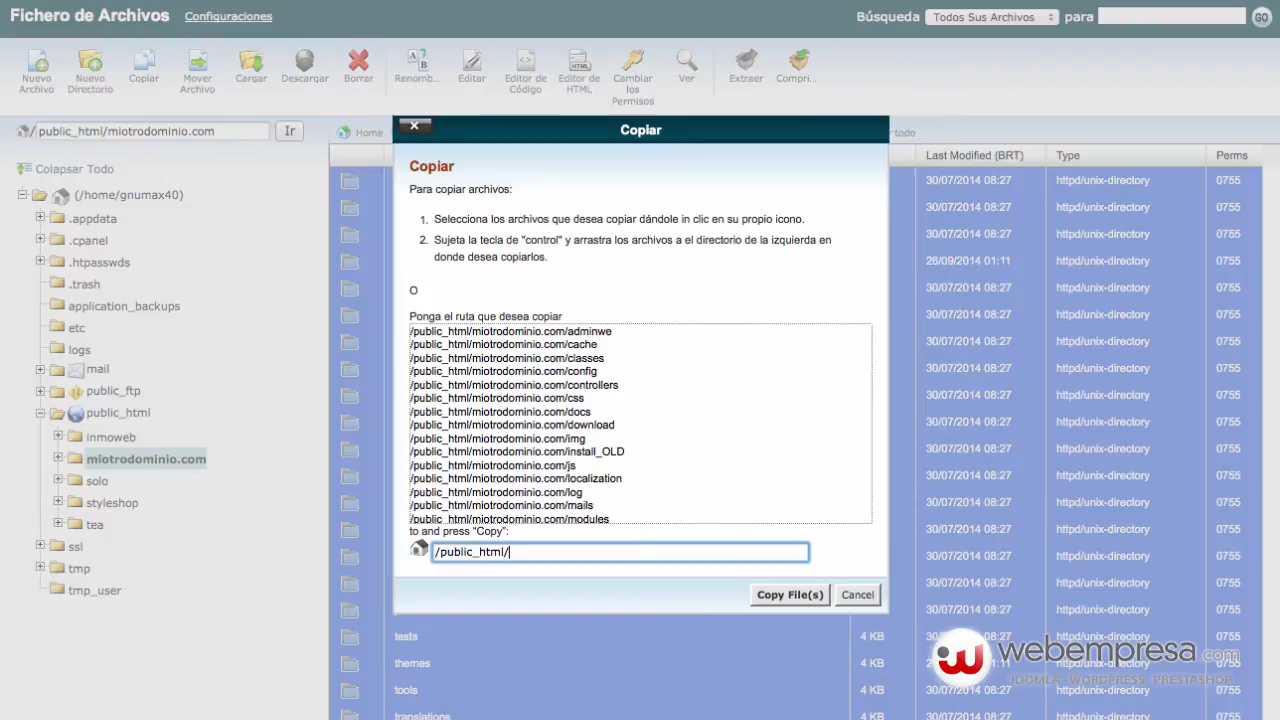 Fichero de Archivos Configuraciones
Búsqueda Todos Sus Archivos para GO
Nuevo Archivo
Nuevo Directorio
Copiar
Mover Archivo
Cargar
Descargar
Borrar
Renomb...
Editar
Editor de Código
Editor de HTML
Cambiar los Permisos
Ver
Extraer
Compri...
/ public_html/miotrodominio.com Ir
Home
todo
Colapsar Todo
(/home/gnumax40)
.appdata
.cpanel
.htpasswds
.trash
application_backups
etc
logs
mail
public_ftp
public_html
inmoweb
miotrodominio.com
solo
styleshop
tea
ssl
tmp
tmp_user
Copiar
Copiar
Para copiar archivos:
1. Selecciona los archivos que desea copiar dándole in clic en su propio icono.
2. Sujeta la tecla de "control" y arrastra los archivos a el directorio de la izquierda en
donde desea copiarlos.
O
Ponga el ruta que desea copiar
/public_html/miotrodominio.com/adminwe
/public_html/miotrodominio.com/cache
/public_html/miotrodominio.com/classes
/public_html/miotrodominio.com/config
/public_html/miotrodominio.com/controllers
/public_html/miotrodominio.com/css
/public_html/miotrodominio.com/docs
/public_html/miotrodominio.com/download
/public_html/miotrodominio.com/img
/public_html/miotrodominio.com/install_OLD
/public_html/miotrodominio.com/js
/public_html/miotrodominio.com/localization
/public_html/miotrodominio.com/log
/public_html/miotrodominio.com/mails
/public_html/miotrodominio.com/modules
to and press "Copy":
/public_html/
Copy File(s) Cancel
Last Modified (BRT) Type Perms
30/07/2014 08:27 httpd/unix-directory 0755
30/07/2014 08:27 httpd/unix-directory 0755
30/07/2014 08:27 httpd/unix-directory 0755
26/09/2014 01:11 httpd/unix-directory 0755
30/07/2014 08:27 httpd/unix-directory 0755
30/07/2014 08:27 httpd/unix-directory 0755
30/07/2014 08:27 httpd/unix-directory 0755
30/07/2014 08:27 httpd/unix-directory 0755
30/07/2014 08:27 httpd/unix-directory 0755
30/07/2014 08:27 httpd/unix-directory 0755
30/07/2014 08:27 httpd/unix-directory 0755
30/07/2014 08:27 httpd/unix-directory 0755
30/07/2014 08:27 httpd/unix-directory 0755
30/07/2014 08:27 httpd/unix-directory 0755
30/07/2014 08:27 httpd/unix-directory 0755
30/07/2014 08:27 httpd/unix-directory 0755
30/07/2014 08:27 httpd/unix-directory 0755
tests 4 KB httpd/unix-directory 0755
themes 4 KB 0755
tools 4 KB 30/07/2014 08:27 httpd/unix-directory 0755
translations 4 KB 30/07/2014 08:27 httpd/unix-directory 0755
webempresa.com
JOOMLA WORDPRESS PRESTASHOP